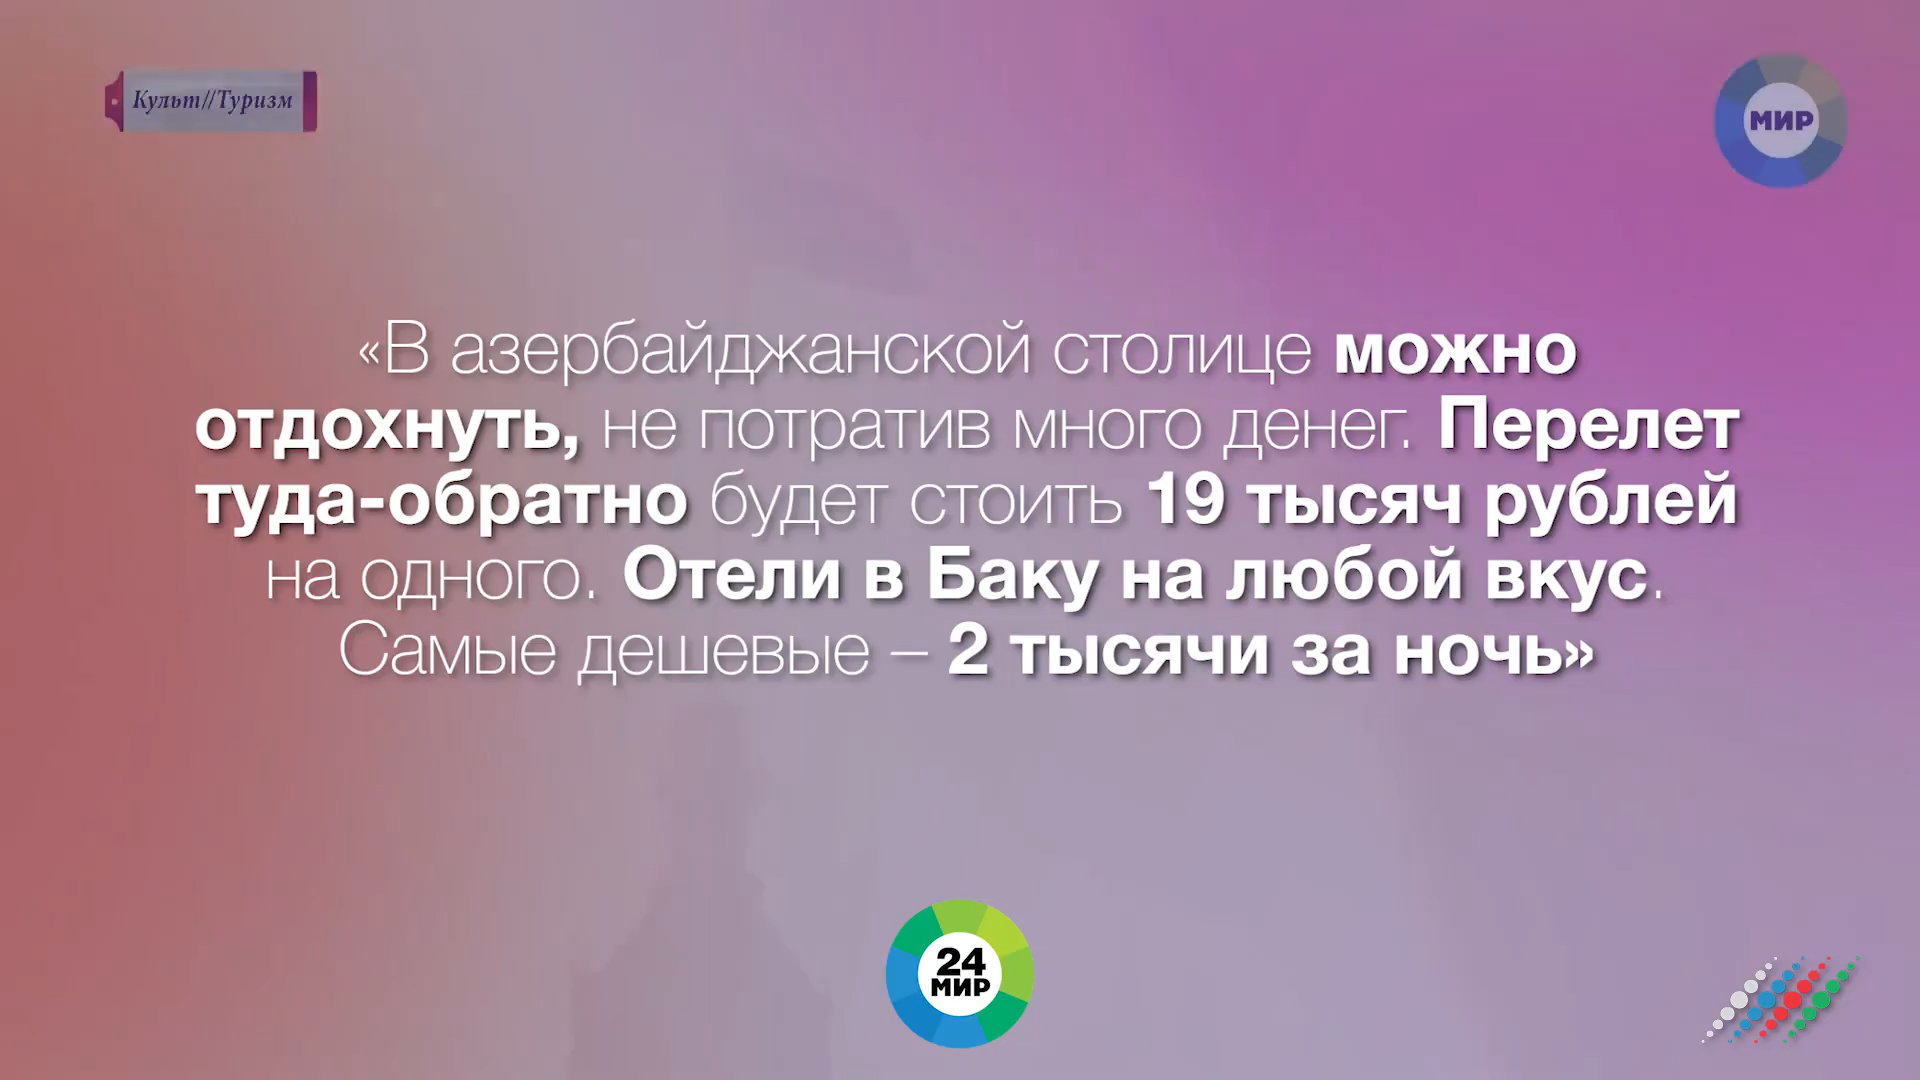 Культ//Туризм
МИР
«В азербайджанской столице можно
отдохнуть, не потратив много денег. Перелет
туда-обратно будет стоить 19 тысяч рублей
на одного. Отели в Баку на любой вкус.
Самые дешевые – 2 тысячи за ночь»
24
МИР